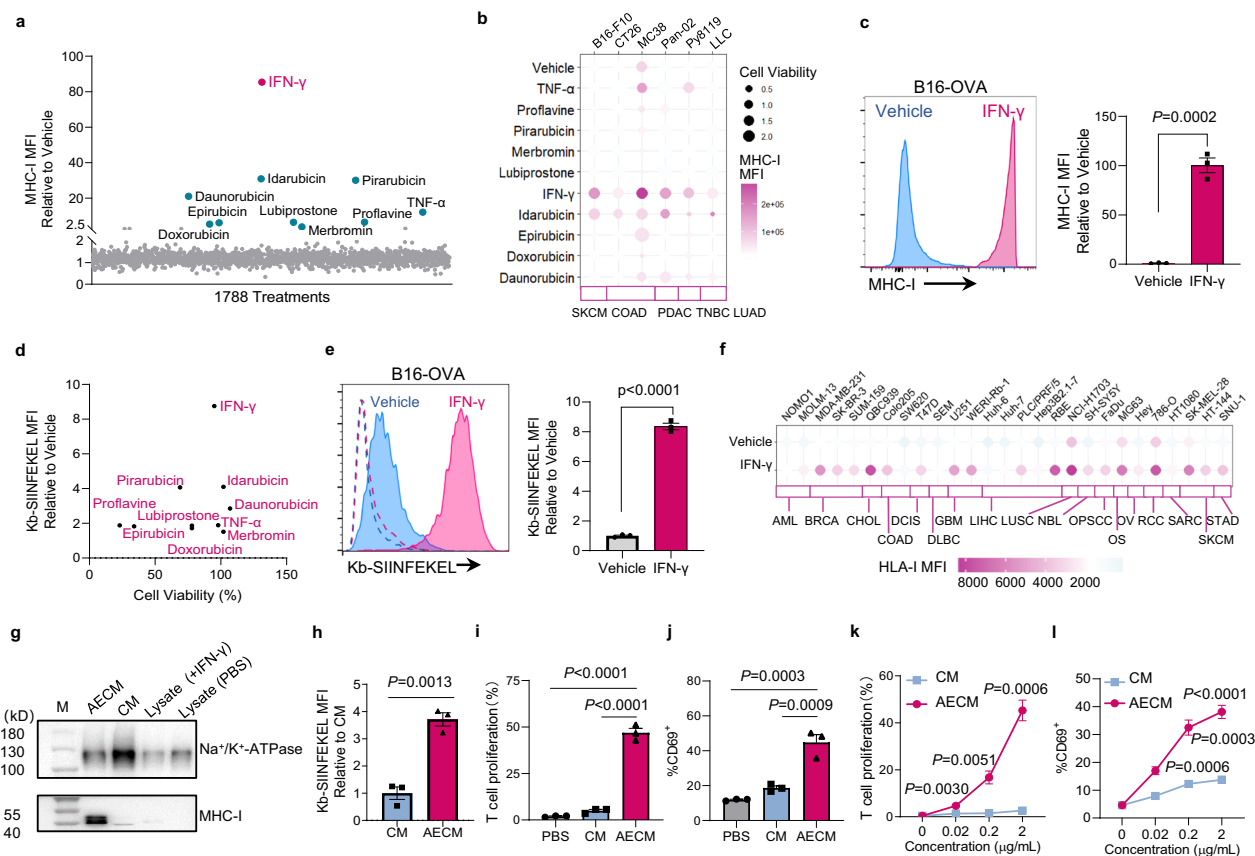 a
MHC-I MFI
Relative to Vehicle
100
80
60
40
20
2.5
2
1
0
IFN-γ
Idarubicin
Pirarubicin
Daunorubicin
TNF-α
Epirubicin
Lubiprostone
Proflavine
Doxorubicin
Merbromin
1788 Treatments
b
B16-F10
CT26
MC38
Pan-02
Py8119
LLC
Vehicle
TNF-α
Proflavine
Pirarubicin
Merbromin
Lubiprostone
IFN-γ
Idarubicin
Epirubicin
Doxorubicin
Daunorubicin
SKCM COAD PDAC TNBC LUAD
Cell Viability
0.5
1.0
1.5
2.0
MHC-I
MFI
2e+05
1e+05
c
B16-OVA
Vehicle
IFN-γ
MHC-I
MHC-I MFI
Relative to Vehicle
150
100
50
0
P=0.0002
Vehicle IFN-γ
d
Kb-SIINFEKEL MFI
Relative to Vehicle
10
8
6
4
2
0
IFN-γ
Pirarubicin
Idarubicin
Proflavine
Daunorubicin
Lubiprostone
TNF-α
Epirubicin
Merbromin
Doxorubicin
0 50 100 150
Cell Viability (%)
e
B16-OVA
Vehicle
IFN-γ
Kb-SIINFEKEL
Kb-SIINFEKEL MFI
Relative to Vehicle
10
8
6
4
2
0
p<0.0001
Vehicle IFN-γ
f
NOMO1
MOLM-13
MDA-MB-231
SK-BR-3
SUM-159
QBC939
Colo205
SW620
T47D
SEM
U251
WERI-Rb-1
Huh-6
Huh-7
PLC/PRF/5
Hep3B2.1-7
RBE
NCI-H1703
SH-SY5Y
FaDu
MG63
Hey
786-O
HT1080
SK-MEL-28
HT-144
SNU-1
Vehicle
IFN-γ
AML BRCA CHOL DCIS GBM LIHC LUSC NBL OPSCC OV RCC SARC STAD
COAD DLBC OS SKCM
HLA-I MFI
8000 6000 4000 2000
g
(kD)
M
AECM
CM
Lysate (+IFN-γ)
Lysate (PBS)
180
130
100
Na⁺/K⁺-ATPase
55
40
MHC-I
h
Kb-SIINFEKEL MFI
Relative to CM
5
4
3
2
1
0
P=0.0013
CM AECM
i
T cell proliferation (%)
75
50
25
0
P<0.0001
P<0.0001
PBS CM AECM
j
%CD69⁺
80
60
40
20
0
P=0.0003
P=0.0009
PBS CM AECM
k
T cell proliferation (%)
60
40
20
0
CM
AECM
P=0.0006
P=0.0051
P=0.0030
0 0.02 0.2 2
Concentration (μg/mL)
l
%CD69⁺
50
40
30
20
10
0
CM
AECM
P<0.0001
P=0.0003
P=0.0006
0 0.02 0.2 2
Concentration (μg/mL)